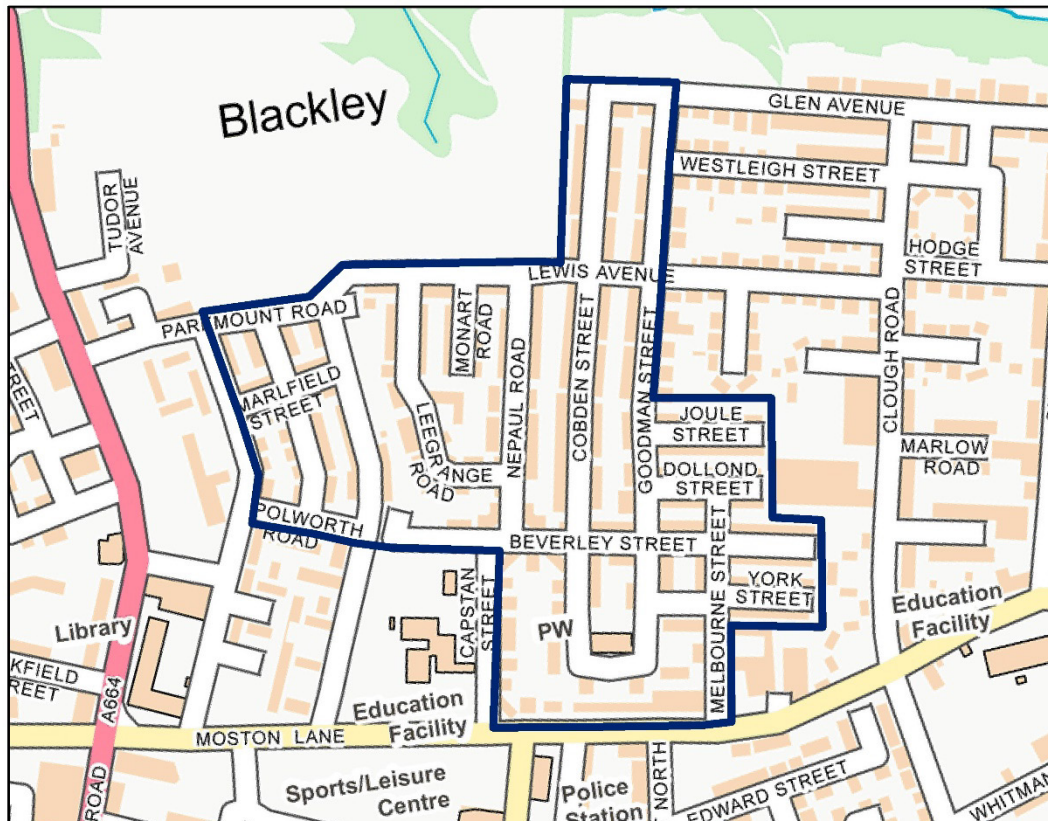 Blackley
GLEN AVENUE
WESTLEIGH STREET
TUDOR
AVENUE
HODGE
STREET
LEWIS AVENUE
PARKMOUNT ROAD
MONART
ROAD
MARLFIELD
STREET
NEPAUL ROAD
COBDEN STREET
GOODMAN STREET
CLOUGH ROAD
TREET
JOULE
STREET
LEEGRANGE
ROAD
MARLOW
ROAD
DOLLOND
STREET
POLWORTH
ROAD
BEVERLEY STREET
MELBOURNE STREET
YORK
STREET
CAPSTAN
STREET
PW
Library
Education
Facility
KFIELD
REET
A664
ROAD
Education
Facility
MOSTON LANE
Sports/Leisure
Centre
Police
Station
NORTH
EDWARD STREET
WHITMAN